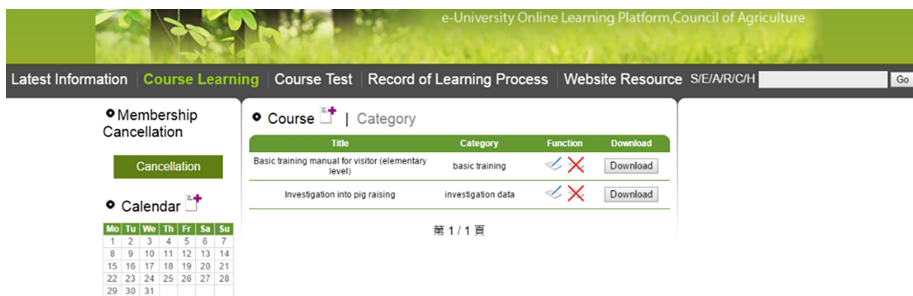 e-University Online Learning Platform,Council of Agriculture
Latest Information Course Learning Course Test Record of Learning Process Website Resource S/E/A/R/C/H Go
Membership
Cancellation
Cancellation
Calendar
Mo Tu We Th Fr Sa Su
1 2 3 4 5 6 7
8 9 10 11 12 13 14
15 16 17 18 19 20 21
22 23 24 25 26 27 28
29 30 31
Course | Category
Title Category Function Download
Basic training manual for visitor (elementary
level) basic training Download
Investigation into pig raising investigation data Download
第 1 / 1 頁